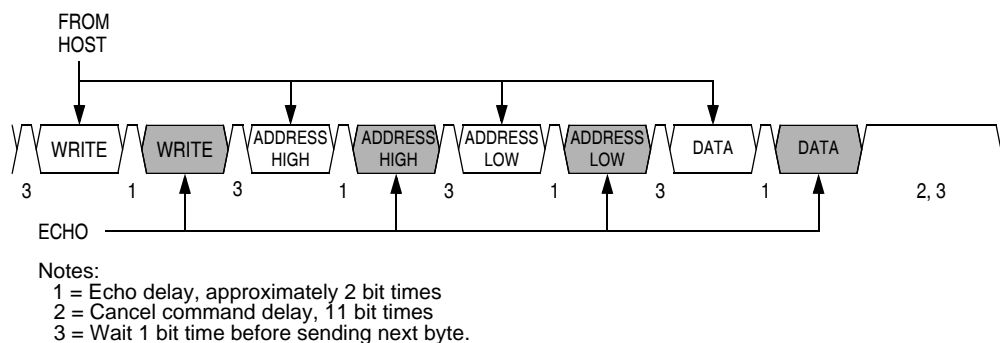 FROM
HOST
WRITE WRITE ADDRESS HIGH ADDRESS HIGH ADDRESS LOW ADDRESS LOW DATA DATA
3 1 3 1 3 1 3 1 2, 3
ECHO
Notes:
1 = Echo delay, approximately 2 bit times
2 = Cancel command delay, 11 bit times
3 = Wait 1 bit time before sending next byte.